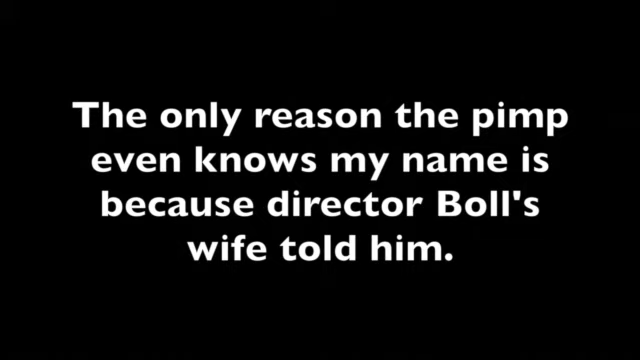 The only reason the pimp
even knows my name is
because director Boll's
wife told him.